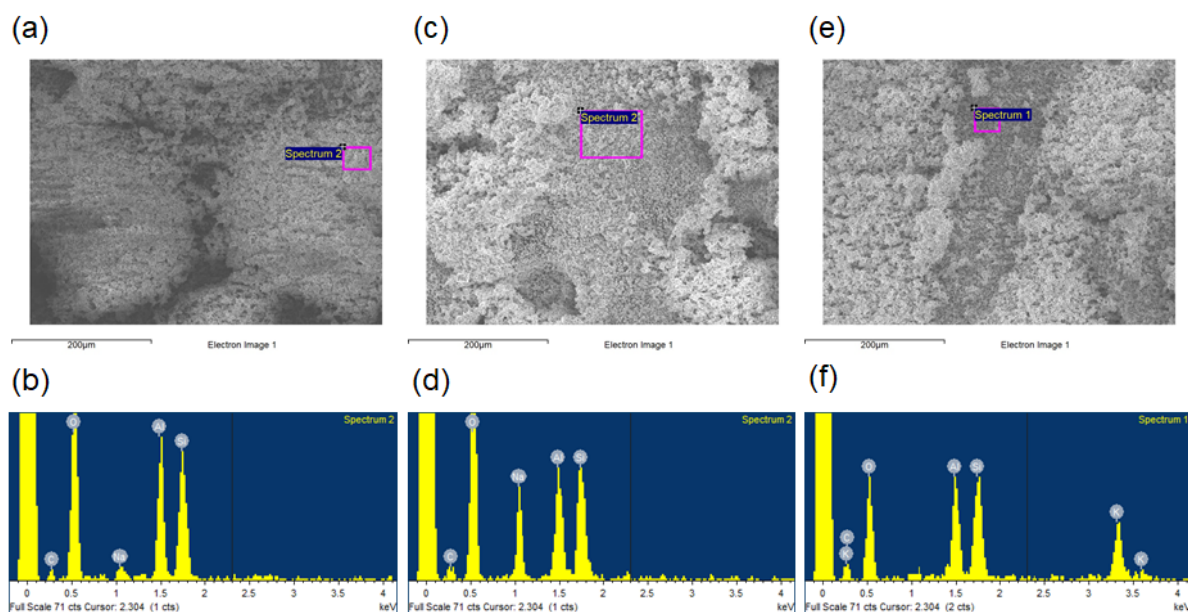 (a)
(c)
(e)
Spectrum 2
Spectrum 2
Spectrum 1
200µm
Electron Image 1
200µm
Electron Image 1
200µm
Electron Image 1
(b)
(d)
(f)
Spectrum 2
O
Al
Si
C
Na
0 0.5 1 1.5 2 2.5 3 3.5 4
Full Scale 71 cts Cursor: 2.304 (1 cts) keV
Spectrum 2
O
Na
Al
Si
C
0 0.5 1 1.5 2 2.5 3 3.5 4
Full Scale 71 cts Cursor: 2.304 (1 cts) keV
Spectrum 1
O
Al
Si
C
K
K
K
0 0.5 1 1.5 2 2.5 3 3.5 4
Full Scale 71 cts Cursor: 2.304 (2 cts) keV